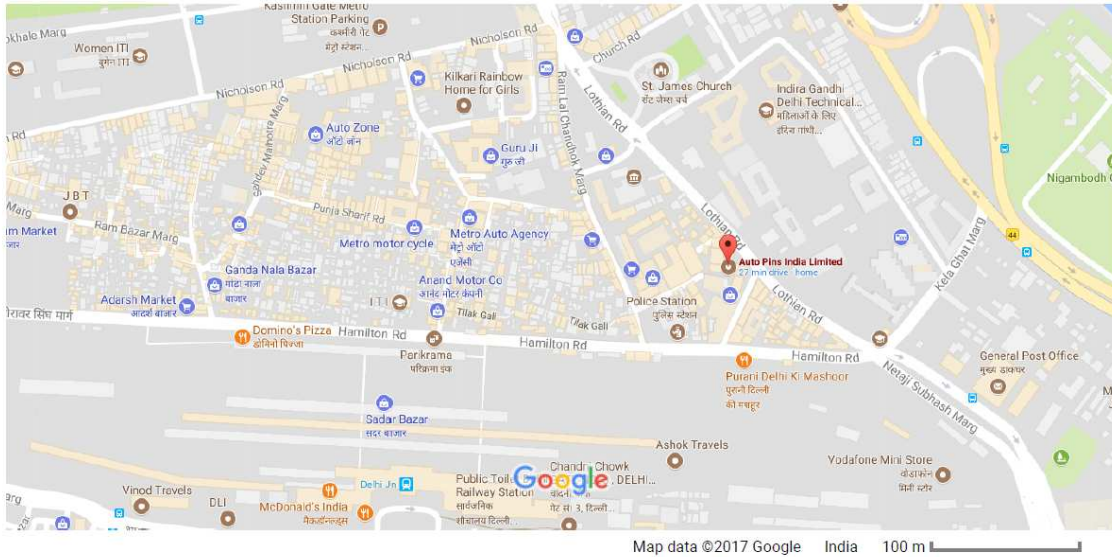 Kashmiri Gate Metro
Station Parking
कश्मीरी गेट
मेट्रो स्टेशन...
Gokhale Marg
Women ITI
वुमेन ITI
Nicholson Rd
Nicholson Rd
Nicholson Rd
Church Rd
Kilkari Rainbow
Home for Girls
Ram Lal Chandhok Marg
Lothian Rd
St. James Church
सेंट जेम्स चर्च
Indira Gandhi
Delhi Technical...
महिलाओं के लिए
इंदिरा गांधी...
Auto Zone
ऑटो ज़ोन
Guru Ji
गुरु जी
Sander Malhotra Marg
Nigambodh
J B T
Marg
Ram Bazar Marg
Punja Sharif Rd
Metro motor cycle
Metro Auto Agency
मेट्रो ऑटो
एजेंसी
Lothian Rd
44
Kela Ghat Marg
Market
Auto Pins India Limited
27 min drive - home
Ganda Nala Bazar
गांदा नाला
बाजार
Anand Motor Co
आनंद मोटर कंपनी
Adarsh Market
आदर्श बाजार
I T I
Tilak Gali
Tilak Gali
Police Station
पुलिस स्टेशन
Lothian Rd
रावर सिंह मार्ग
Domino's Pizza
डोमिनो पिज्जा
Hamilton Rd
Hamilton Rd
Hamilton Rd
Parikrama
परिक्रमा इंक
Purani Delhi Ki Mashoor
पुरानी दिल्ली
की मशहूर
General Post Office
मुख्य डाकघर
Netaji Subhash Marg
Sadar Bazar
सदर बाजार
Ashok Travels
Vodafone Mini Store
वोडाफोन
मिनी स्टोर
Vinod Travels
DLI
Delhi Jn
McDonald's India
मैकडॉनल्ड्स
Public Toilet
Railway Station
सार्वजनिक
शौचालय दिल्ली...
Google
Chandni Chowk
DELHI...
गेट सं: 3, दिल्ली...
Marg
Map data ©2017 Google India 100 m